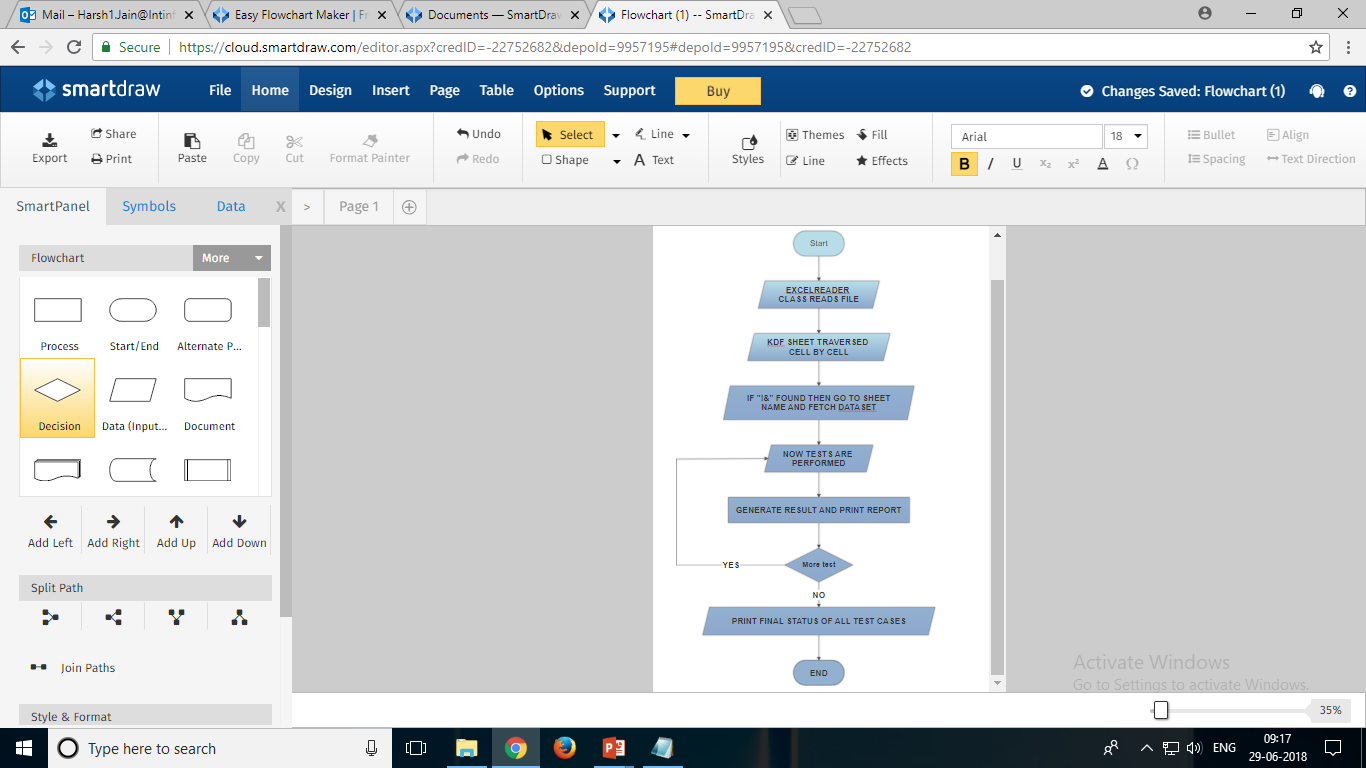 Mail – Harsh1.Jain@Intinf
Easy Flowchart Maker | Fr
Documents — SmartDraw
Flowchart (1) -- SmartDra
Secure
https://cloud.smartdraw.com/editor.aspx?credID=-22752682&depoId=9957195#depoId=9957195&credID=-22752682
smartdraw
File
Home
Design
Insert
Page
Table
Options
Support
Buy
Changes Saved: Flowchart (1)
Export
Share
Print
Paste
Copy
Cut
Format Painter
Undo
Redo
Select
Shape
Line
Text
Styles
Themes
Line
Fill
Effects
Arial
18
B
I
U
x₂
x²
A
Ω
Bullet
Spacing
Align
Text Direction
SmartPanel
Symbols
Data
X
>
Page 1
Flowchart
More
Process
Start/End
Alternate P...
Decision
Data (Input...
Document
Add Left
Add Right
Add Up
Add Down
Split Path
Join Paths
Style & Format
Start
EXCELREADER
CLASS READS FILE
KDF SHEET TRAVERSED
CELL BY CELL
IF "!&" FOUND THEN GO TO SHEET
NAME AND FETCH DATASET
NOW TESTS ARE
PERFORMED
GENERATE RESULT AND PRINT REPORT
More test
YES
NO
PRINT FINAL STATUS OF ALL TEST CASES
END
Activate Windows
Go to Settings to activate Windows.
35%
Type here to search
ENG
09:17
29-06-2018